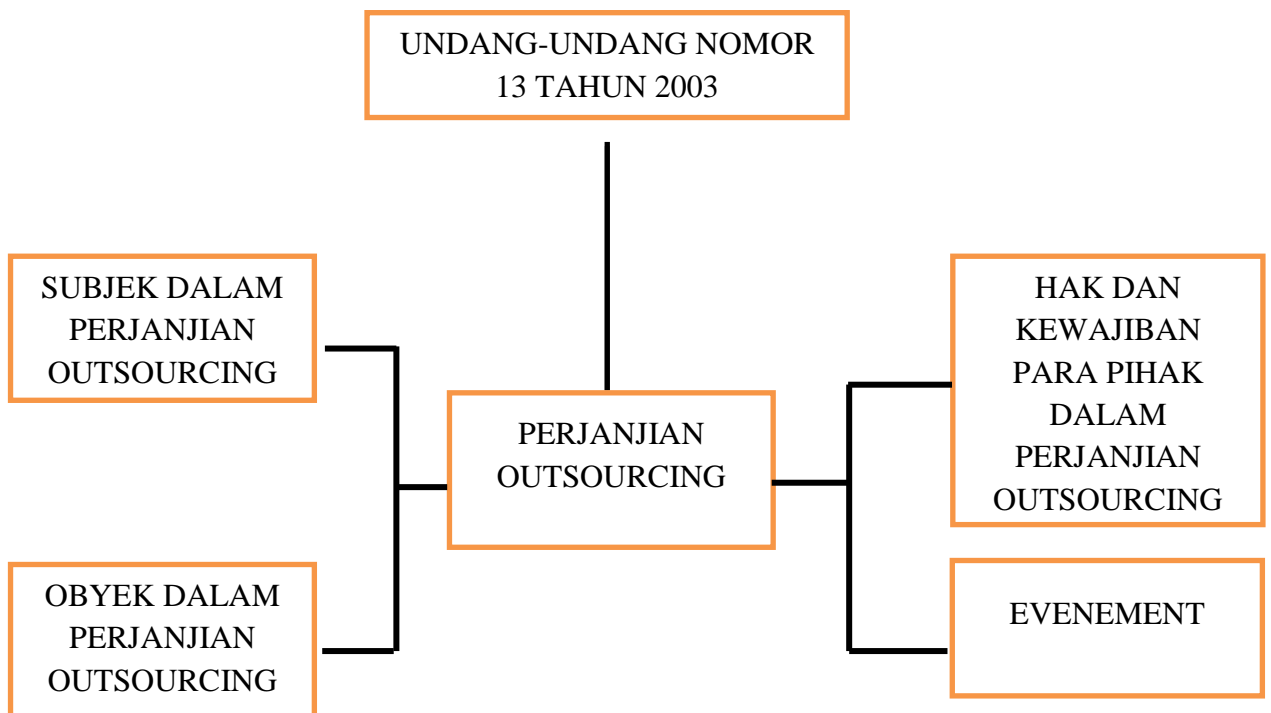 UNDANG-UNDANG NOMOR
13 TAHUN 2003
SUBJEK DALAM
PERJANJIAN
OUTSOURCING
HAK DAN
KEWAJIBAN
PARA PIHAK
DALAM
PERJANJIAN
OUTSOURCING
PERJANJIAN
OUTSOURCING
OBYEK DALAM
PERJANJIAN
OUTSOURCING
EVENEMENT